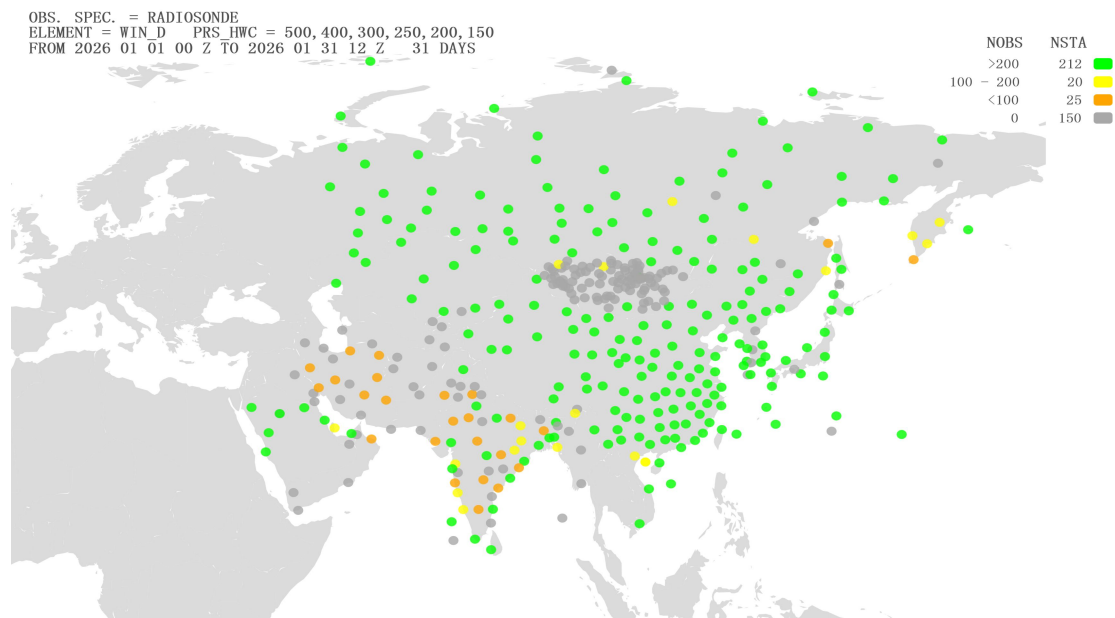 OBS. SPEC. = RADIOSONDE
ELEMENT = WIN_D PRS_HWC = 500,400,300,250,200,150
FROM 2026 01 01 00 Z TO 2026 01 31 12 Z 31 DAYS
NOBS NSTA
>200 212
100 - 200 20
<100 25
0 150